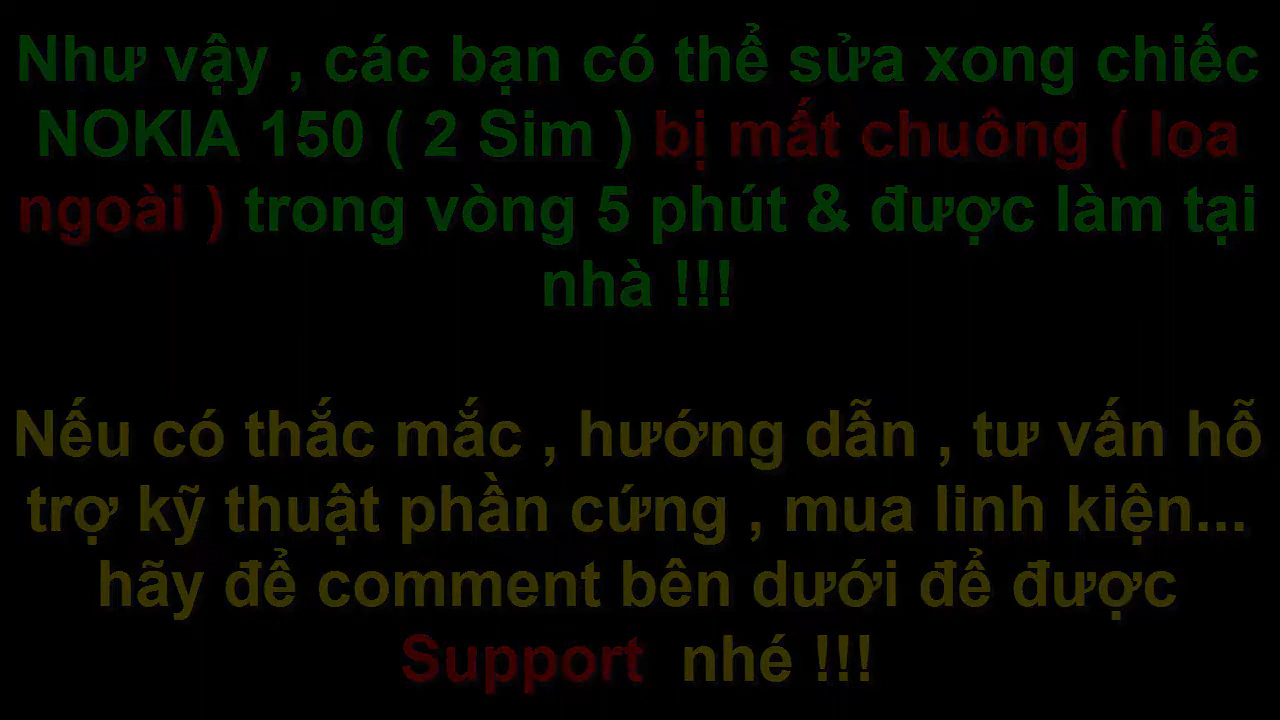 Như vậy , các bạn có thể sửa xong chiếc
NOKIA 150 ( 2 Sim ) bị mất chuông ( loa
ngoài ) trong vòng 5 phút & được làm tại
nhà !!!
Nếu có thắc mắc , hướng dẫn , tư vấn hỗ
trợ kỹ thuật phần cứng , mua linh kiện...
hãy để comment bên dưới để được
Support nhé !!!